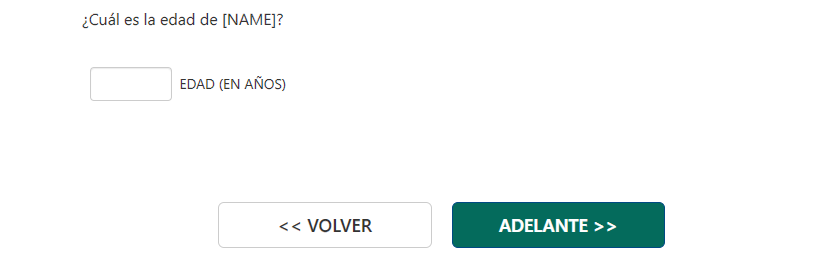 ¿Cuál es la edad de [NAME]?
EDAD (EN AÑOS)
<< VOLVER
ADELANTE >>